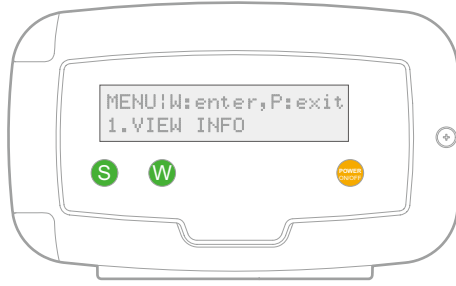 MENU¦W:enter,P:exit
1.VIEW INFO
S
W
POWER
ON/OFF